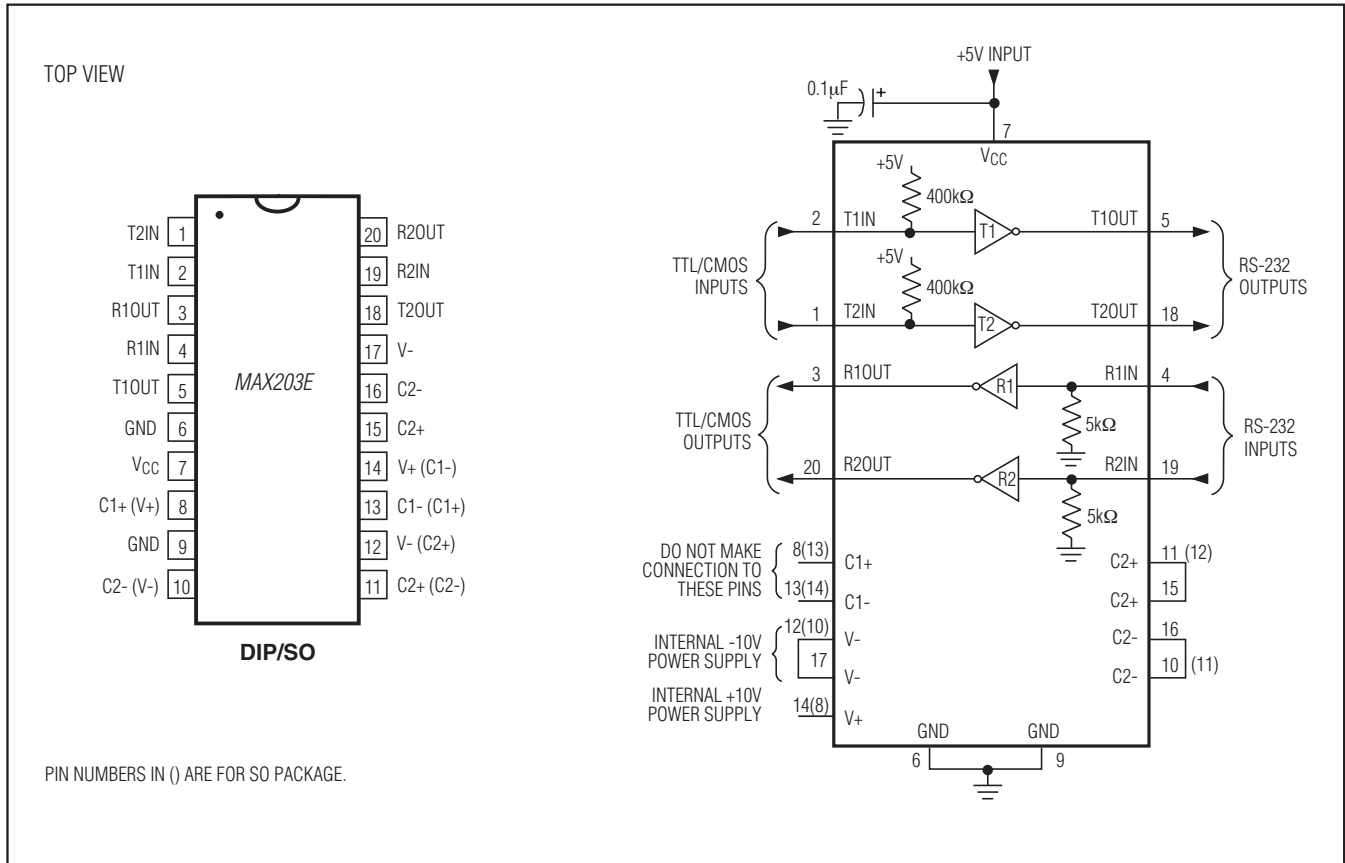 TOP VIEW
T2IN 1
T1IN 2
R1OUT 3
R1IN 4
T1OUT 5
GND 6
VCC 7
C1+ (V+) 8
GND 9
C2- (V-) 10
MAX203E
20 R2OUT
19 R2IN
18 T2OUT
17 V-
16 C2-
15 C2+
14 V+ (C1-)
13 C1- (C1+)
12 V- (C2+)
11 C2+ (C2-)
DIP/SO
PIN NUMBERS IN () ARE FOR SO PACKAGE.
+5V INPUT
0.1µF
+
7
VCC
+5V
400kΩ
2 T1IN T1 T1OUT 5
TTL/CMOS
INPUTS
+5V
400kΩ
RS-232
OUTPUTS
1 T2IN T2 T2OUT 18
3 R1OUT R1 R1IN 4
TTL/CMOS
OUTPUTS
5kΩ
RS-232
INPUTS
20 R2OUT R2 R2IN 19
5kΩ
DO NOT MAKE
CONNECTION TO
THESE PINS
8(13) C1+
13(14) C1-
C2+ 11 (12)
C2+ 15
INTERNAL -10V
POWER SUPPLY
12(10) V-
17 V-
C2- 16
C2- 10 (11)
INTERNAL +10V
POWER SUPPLY
14(8) V+
GND GND
6 9